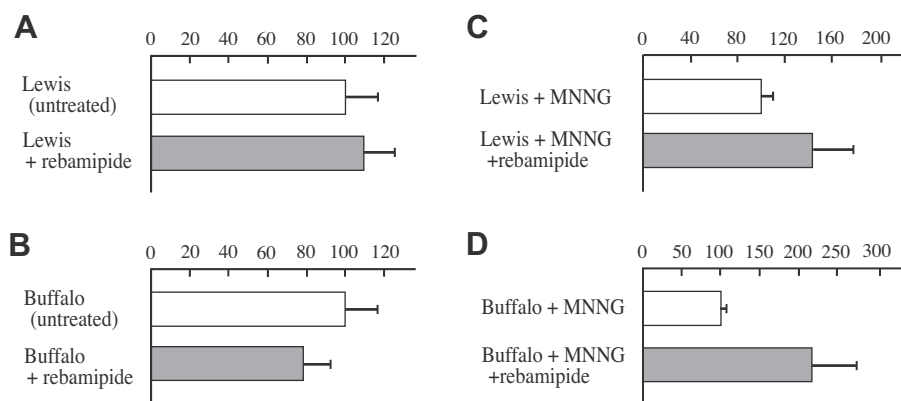 A
0 20 40 60 80 100 120
Lewis
(untreated)
Lewis
+ rebamipide
B
0 20 40 60 80 100 120
Buffalo
(untreated)
Buffalo
+ rebamipide
C
0 40 80 120 160 200
Lewis + MNNG
Lewis + MNNG
+rebamipide
D
0 50 100 150 200 250 300
Buffalo + MNNG
Buffalo + MNNG
+rebamipide